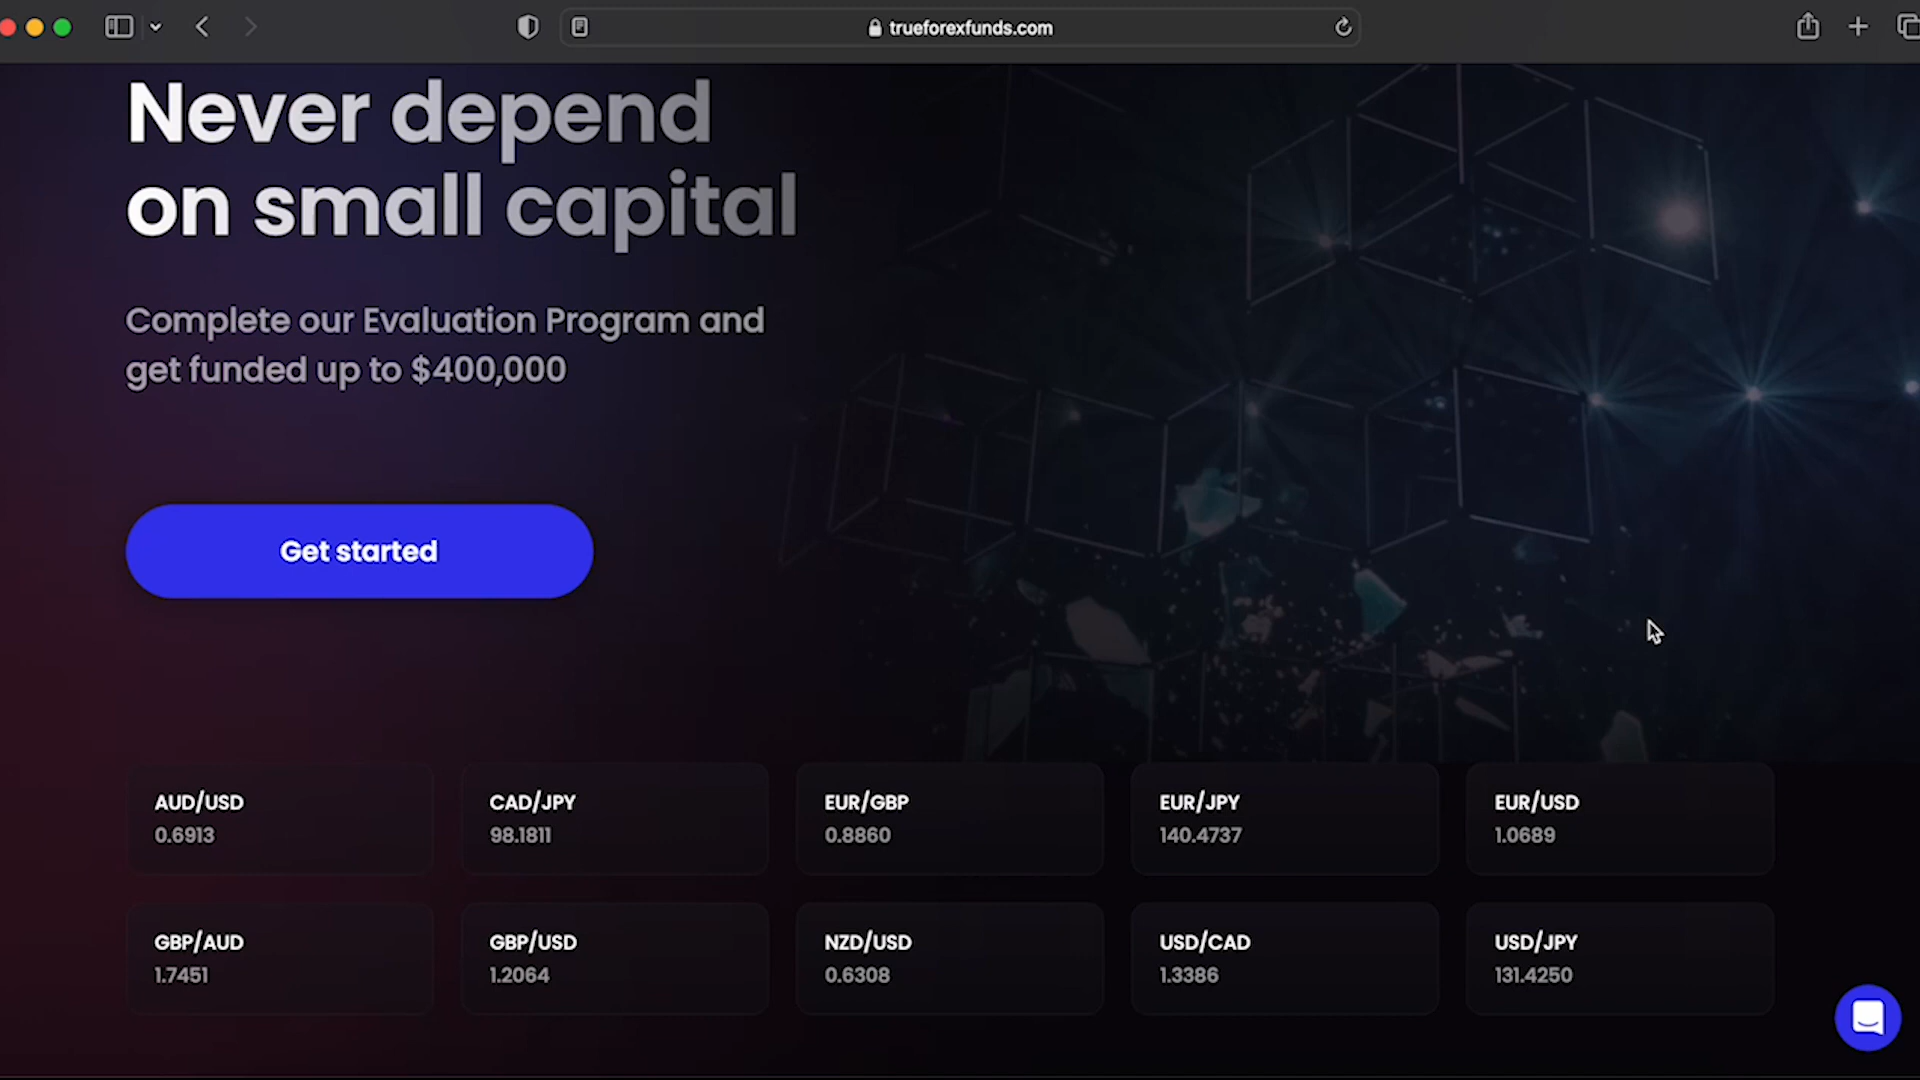 trueforexfunds.com
Never depend
on small capital
Complete our Evaluation Program and
get funded up to $400,000
Get started
AUD/USD
0.6913
CAD/JPY
98.1811
EUR/GBP
0.8860
EUR/JPY
140.4737
EUR/USD
1.0689
GBP/AUD
1.7451
GBP/USD
1.2064
NZD/USD
0.6308
USD/CAD
1.3386
USD/JPY
131.4250